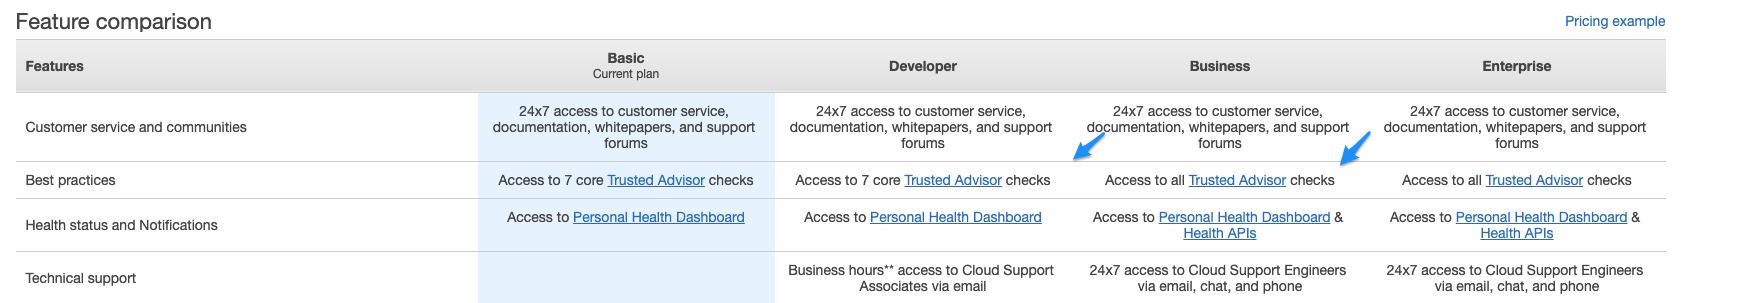 Feature comparison
Pricing example
Features
Basic
Current plan
Developer
Business
Enterprise
Customer service and communities
24x7 access to customer service,
documentation, whitepapers, and support
forums
24x7 access to customer service,
documentation, whitepapers, and support
forums
24x7 access to customer service,
documentation, whitepapers, and support
forums
24x7 access to customer service,
documentation, whitepapers, and support
forums
Best practices
Access to 7 core Trusted Advisor checks
Access to 7 core Trusted Advisor checks
Access to all Trusted Advisor checks
Access to all Trusted Advisor checks
Health status and Notifications
Access to Personal Health Dashboard
Access to Personal Health Dashboard
Access to Personal Health Dashboard &
Health APIs
Access to Personal Health Dashboard &
Health APIs
Technical support
Business hours** access to Cloud Support
Associates via email
24x7 access to Cloud Support Engineers
via email, chat, and phone
24x7 access to Cloud Support Engineers
via email, chat, and phone